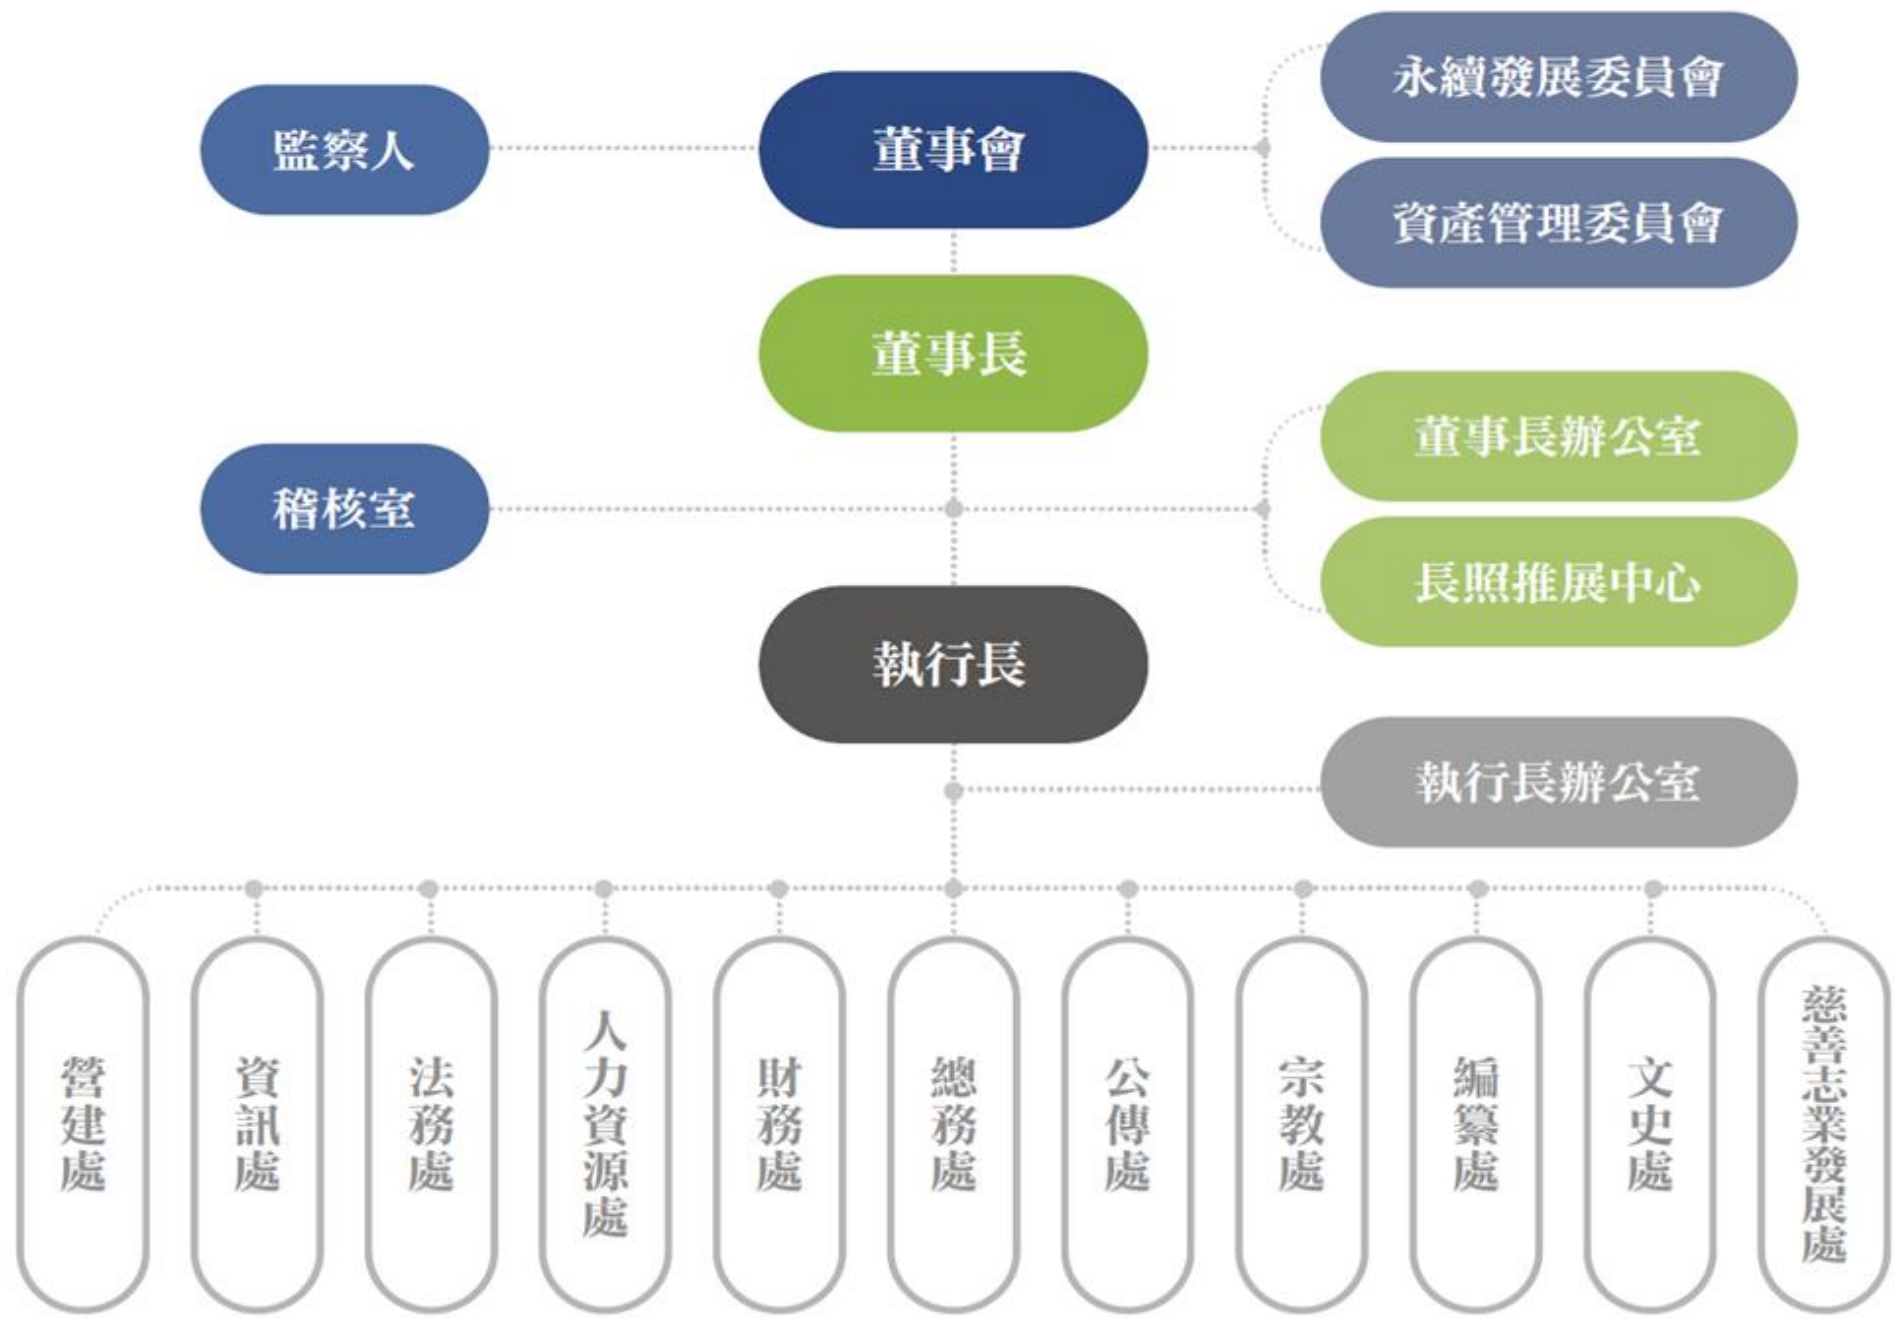 永續發展委員會
監察人
董事會
資產管理委員會
董事長
董事長辦公室
稽核室
長照推展中心
執行長
執行長辦公室
營建處
資訊處
法務處
人力資源處
財務處
總務處
公傳處
宗教處
編纂處
文史處
慈善志業發展處